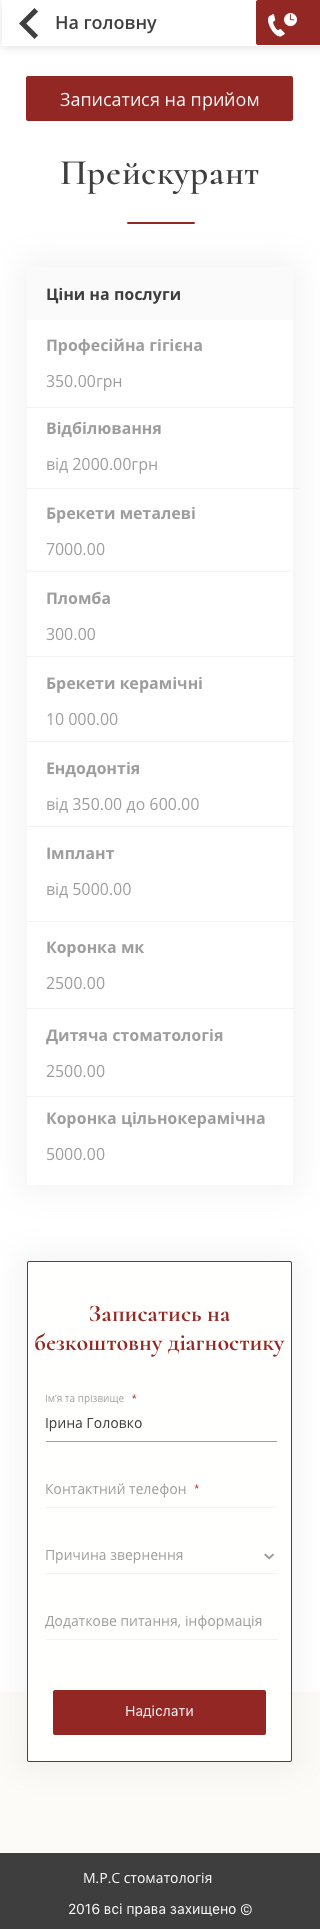 На головну
Записатися на прийом
Прейскурант
Ціни на послуги
Професійна гігієна
350.00грн
Відбілювання
від 2000.00грн
Брекети металеві
7000.00
Пломба
300.00
Брекети керамічні
10 000.00
Ендодонтія
від 350.00 до 600.00
Імплант
від 5000.00
Коронка мк
2500.00
Дитяча стоматологія
2500.00
Коронка цільнокерамічна
5000.00
Записатись на
безкоштовну діагностику
Ім'я та прізвище *
Ірина Головко
Контактний телефон *
Причина звернення
Додаткове питання, інформація
Надіслати
М.Р.С стоматологія
2016 всі права захищено ©